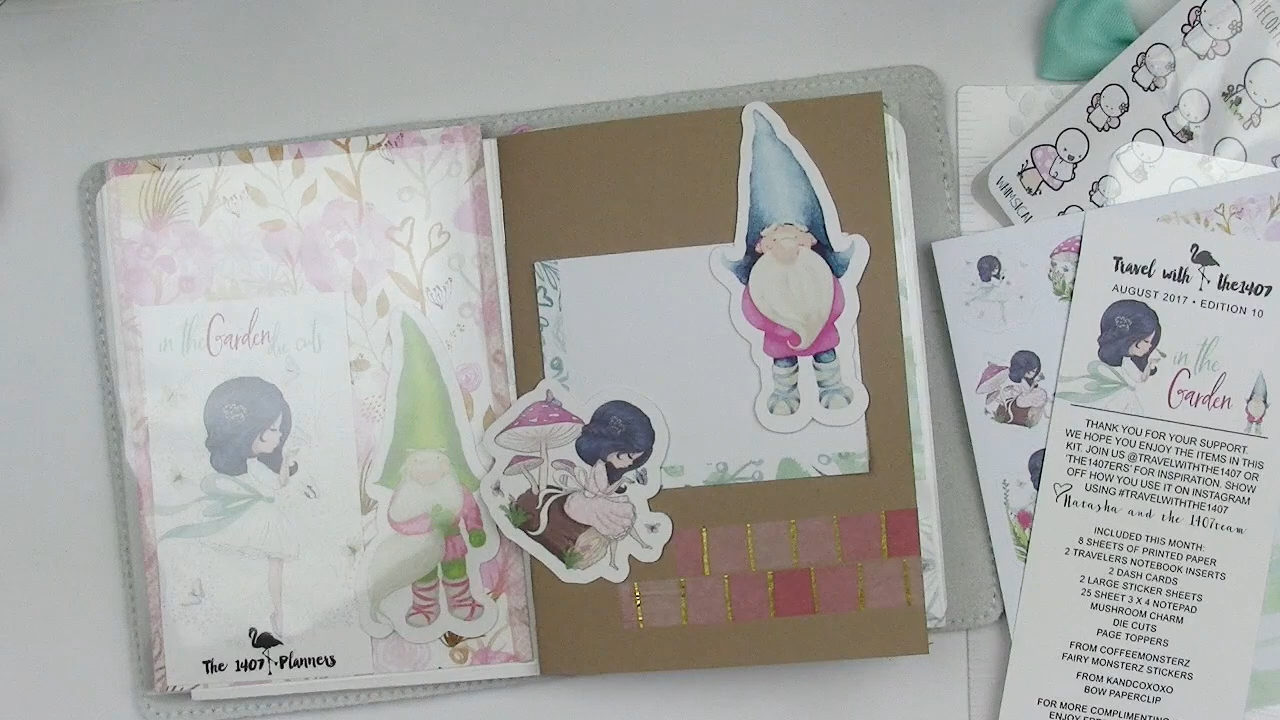 in the Garden die cuts
The 1407 Planners
WHIMSICAL
Travel with the1407
AUGUST 2017 • EDITION 10
in the
Garden
THANK YOU FOR YOUR SUPPORT.
WE HOPE YOU ENJOY THE ITEMS IN THIS
KIT. JOIN US @TRAVELWITHTHE1407 OR
'THE1407ERS' FOR INSPIRATION. SHOW
OFF HOW YOU USE IT ON INSTAGRAM
USING #TRAVELWITHTHE1407
Natasha and the 1407team
INCLUDED THIS MONTH:
8 SHEETS OF PRINTED PAPER
2 TRAVELERS NOTEBOOK INSERTS
2 DASH CARDS
2 LARGE STICKER SHEETS
25 SHEET 3 X 4 NOTEPAD
MUSHROOM CHARM
DIE CUTS
PAGE TOPPERS
FROM COFFEEMONSTERZ
FAIRY MONSTERZ STICKERS
FROM KANDCOXOXO
BOW PAPERCLIP
FOR MORE COMPLIMENTING